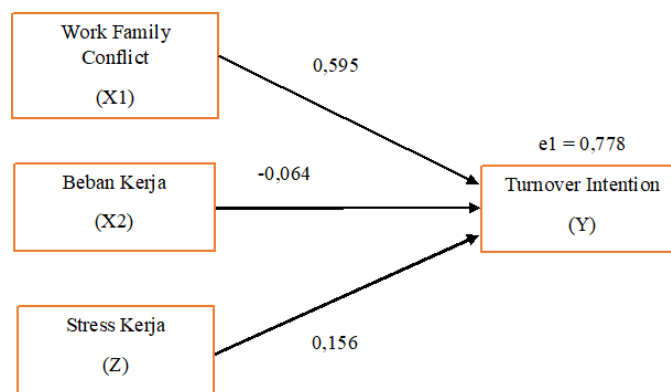 Work Family
Conflict
(X1)
0,595
e1 = 0,778
Beban Kerja
(X2)
-0,064
Turnover Intention
(Y)
Stress Kerja
(Z)
0,156